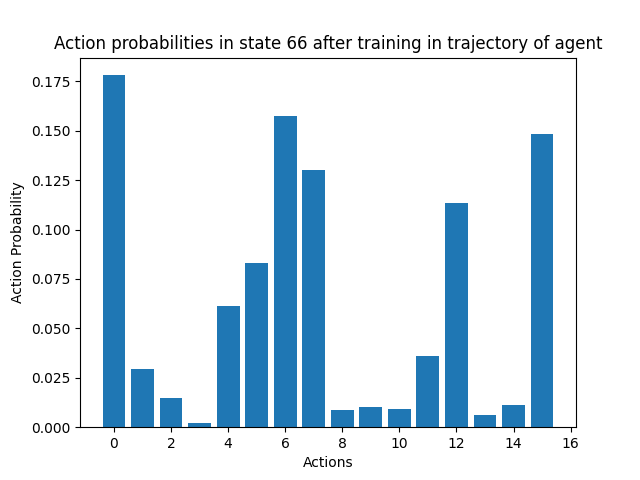 Action probabilities in state 66 after training in trajectory of agent
Action Probability
0.175
0.150
0.125
0.100
0.075
0.050
0.025
0.000
0 2 4 6 8 10 12 14 16
Actions